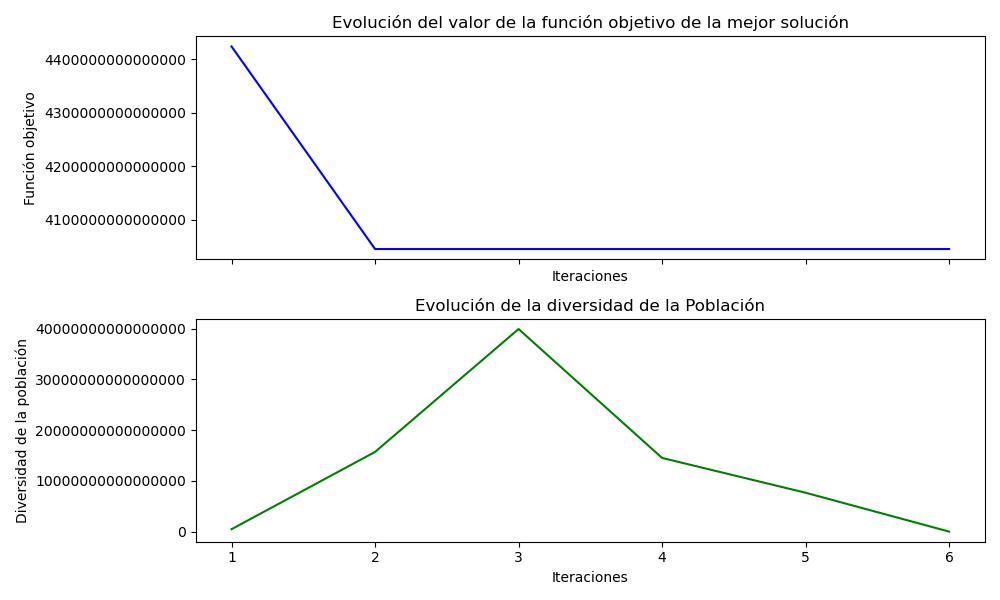 Evolución del valor de la función objetivo de la mejor solución
Función objetivo
4400000000000000
4300000000000000
4200000000000000
4100000000000000
Iteraciones
Evolución de la diversidad de la Población
Diversidad de la población
40000000000000000
30000000000000000
20000000000000000
10000000000000000
0
1 2 3 4 5 6
Iteraciones